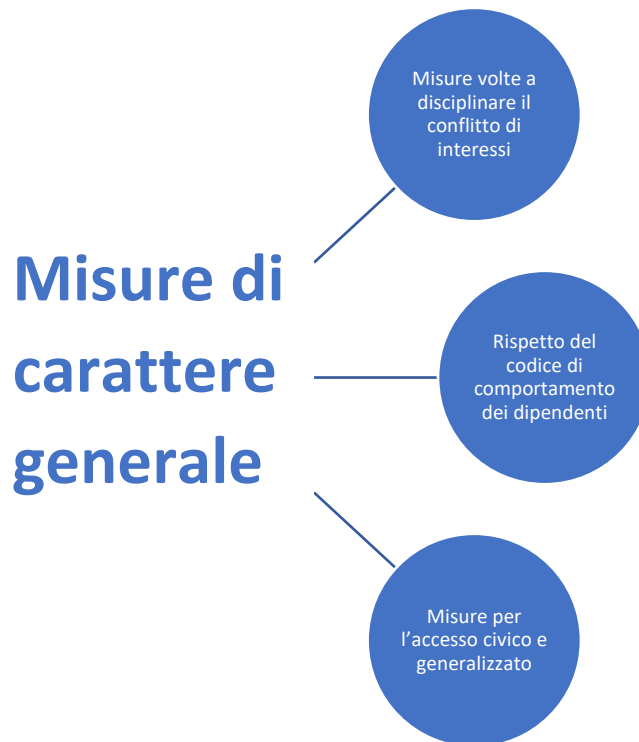 Misure di
carattere
generale
Misure volte a
disciplinare il
conflitto di
interessi
Rispetto del
codice di
comportamento
dei dipendenti
Misure per
l'accesso civico e
generalizzato